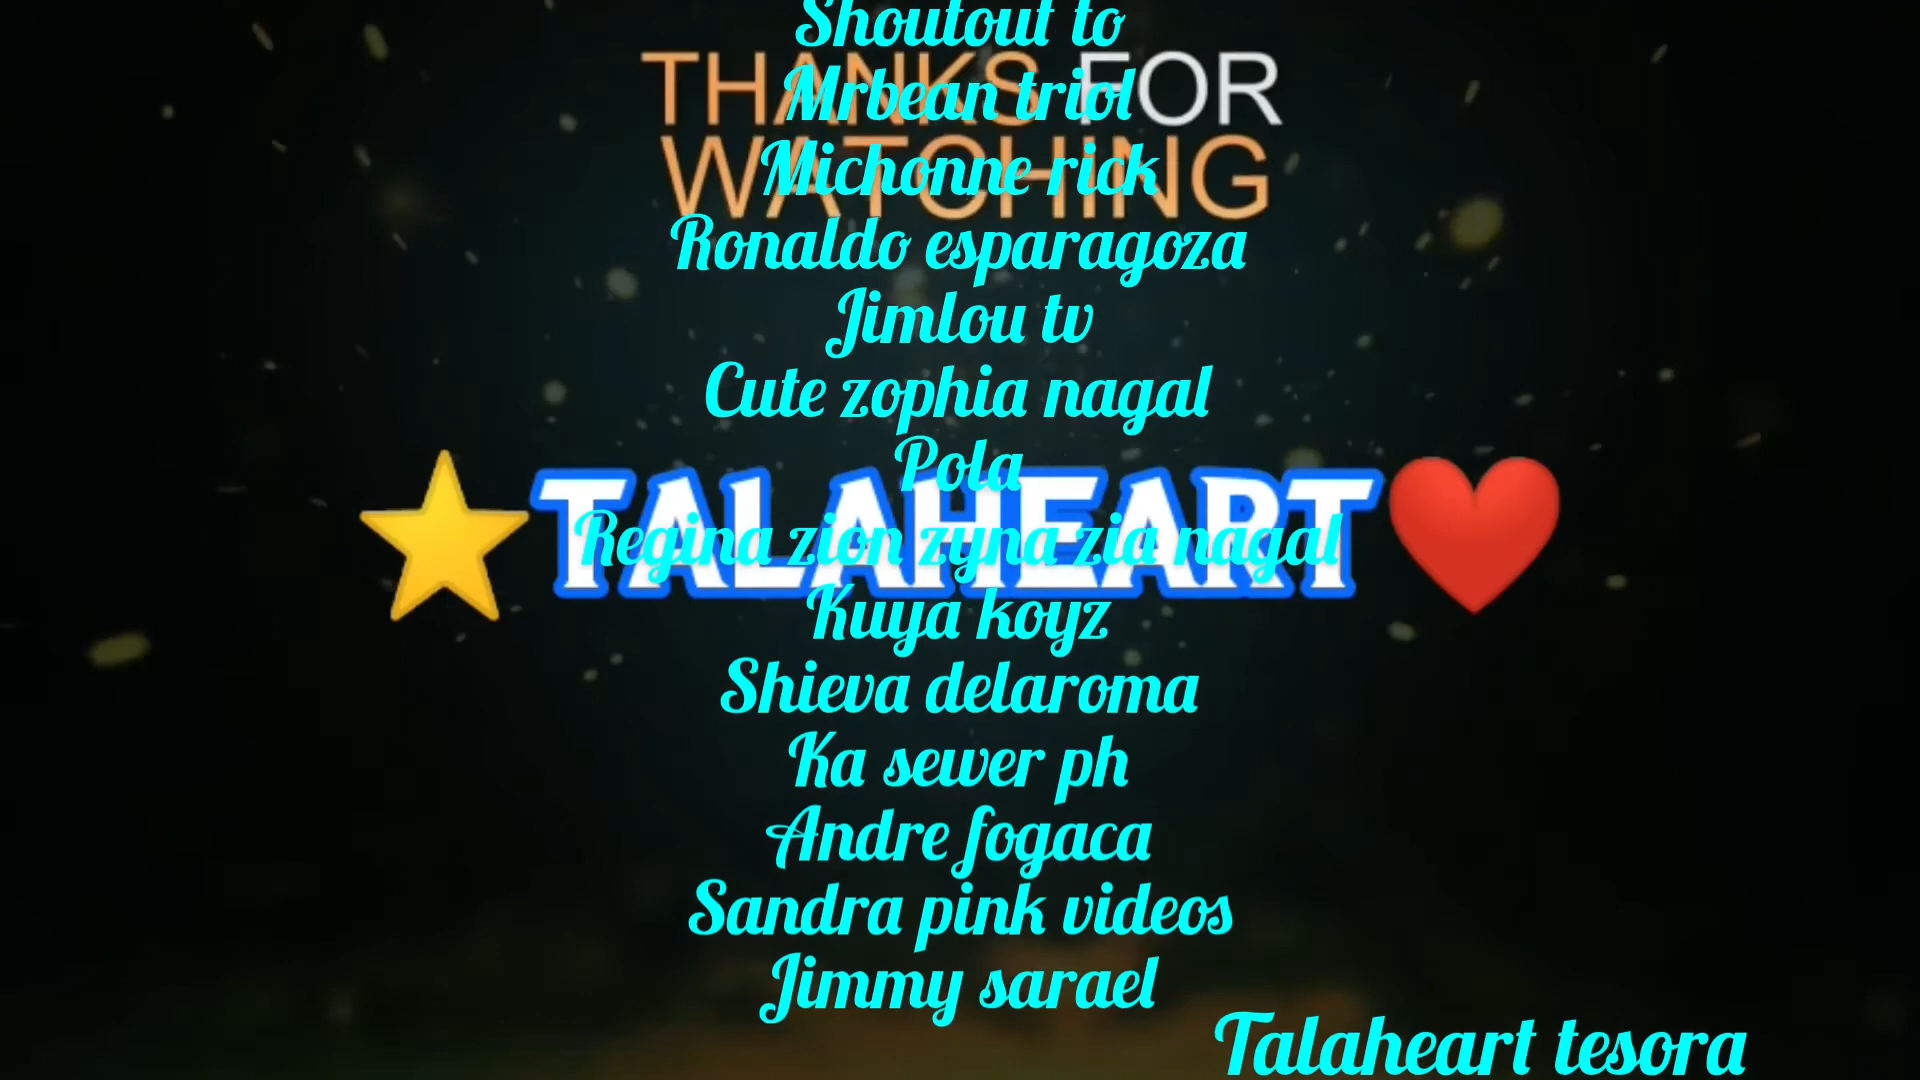 Shoutout to
THANKS FOR
Mrbean triol
WATCHING
Michonne rick
Ronaldo esparagoza
Jimlou tv
Cute zophia nagal
Pola
TALAHEART
Regina zion zyna zia nagal
Kuya koyz
Shieva delaroma
Ka sewer ph
Andre fogaca
Sandra pink videos
Jimmy sarael
Talaheart tesora